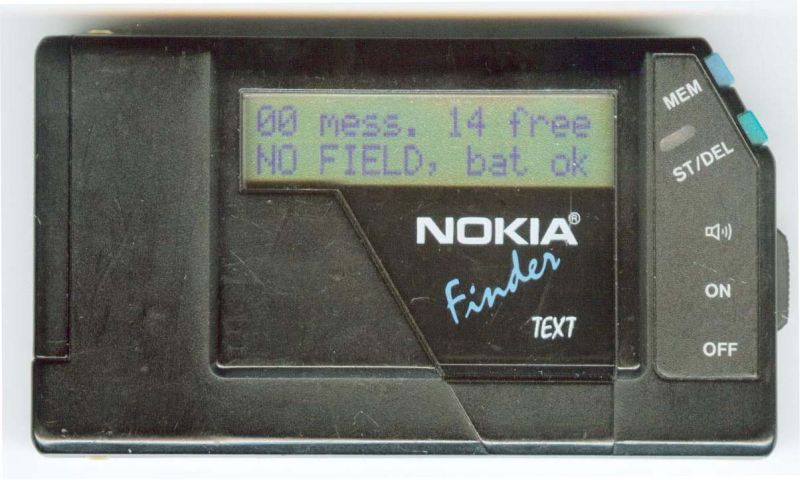 00 mess. 14 free
NO FIELD, bat ok
NOKIA®
Finder
TEXT
MEM
ST/DEL
ON
OFF